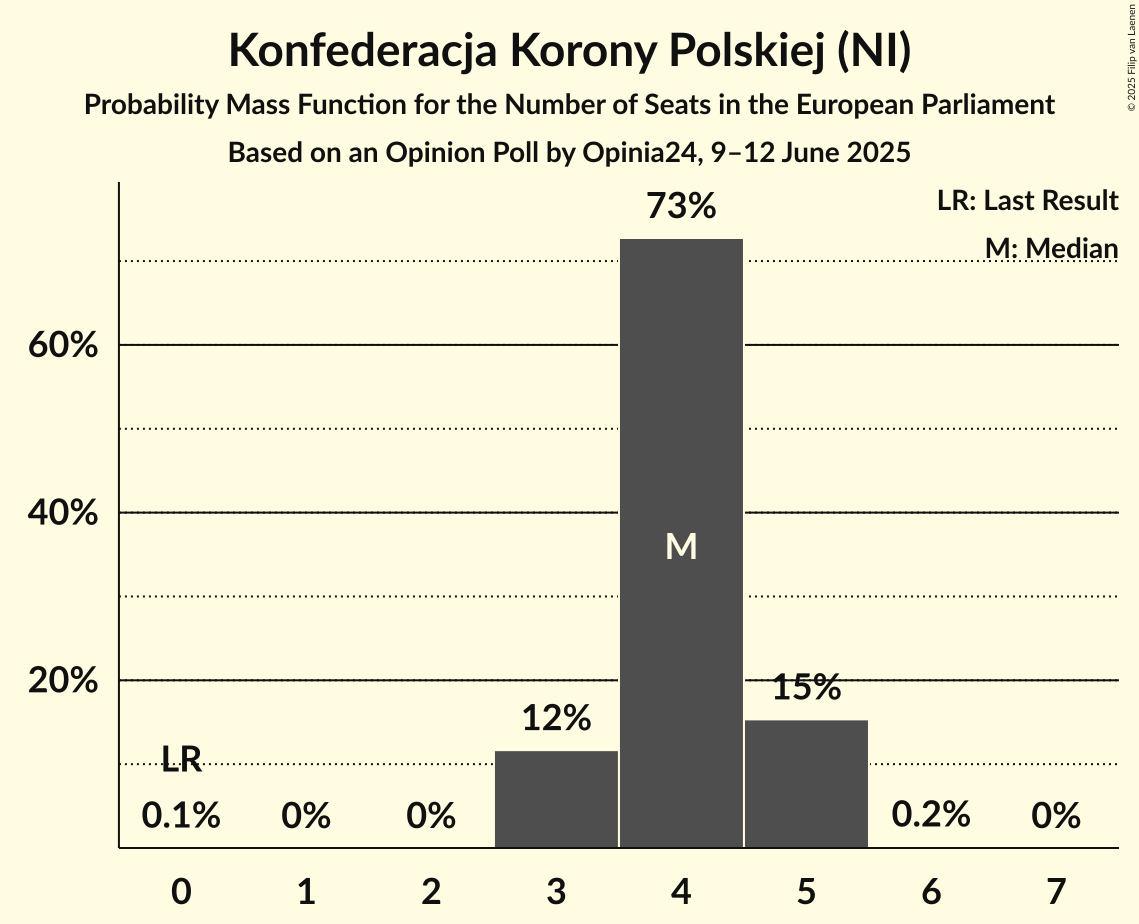 Konfederacja Korony Polskiej (NI)
Probability Mass Function for the Number of Seats in the European Parliament
Based on an Opinion Poll by Opinia24, 9–12 June 2025
© 2025 Filip van Laenen
LR: Last Result
M: Median
73%
60%
40%
M
20%
15%
12%
LR
0.1%
0%
0%
0.2%
0%
0 1 2 3 4 5 6 7